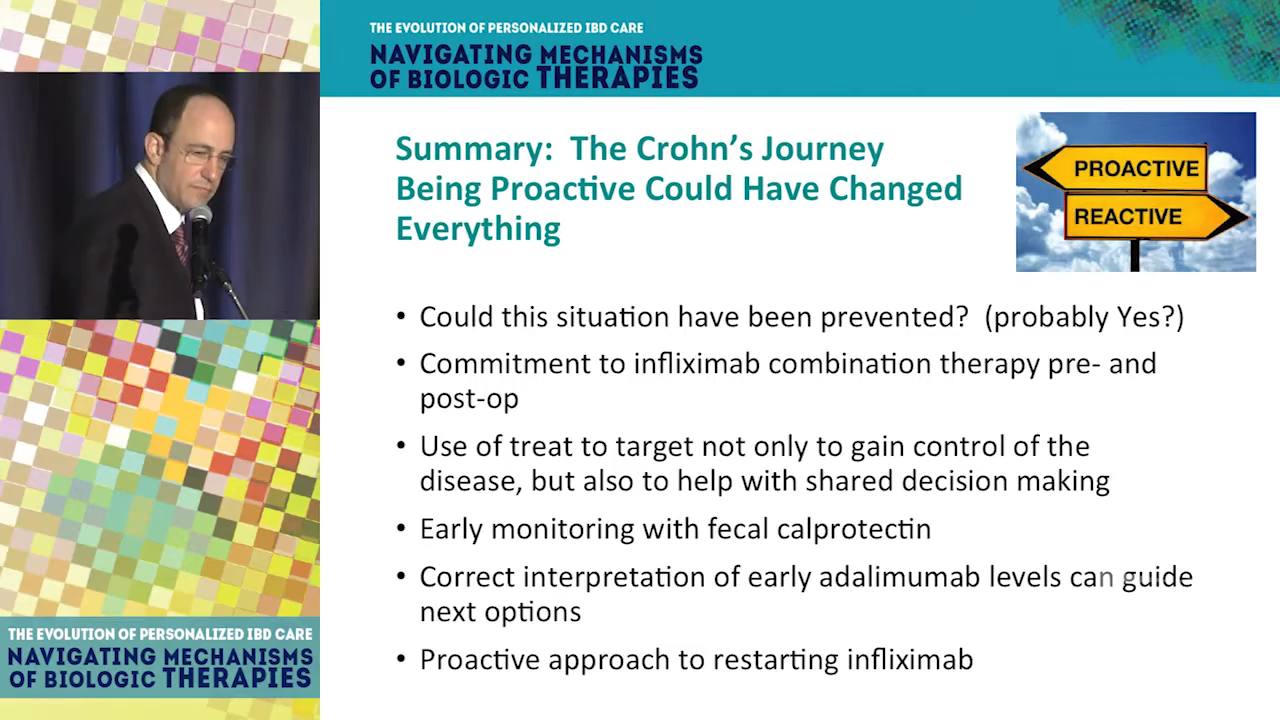 THE EVOLUTION OF PERSONALIZED IBD CARE
NAVIGATING MECHANISMS
OF BIOLOGIC THERAPIES
Summary:  The Crohn's Journey
Being Proactive Could Have Changed
Everything
PROACTIVE
REACTIVE
• Could this situation have been prevented?  (probably Yes?)
• Commitment to infliximab combination therapy pre- and
post-op
• Use of treat to target not only to gain control of the
disease, but also to help with shared decision making
• Early monitoring with fecal calprotectin
• Correct interpretation of early adalimumab levels can guide
next options
• Proactive approach to restarting infliximab
THE EVOLUTION OF PERSONALIZED IBD CARE
NAVIGATING MECHANISMS
OF BIOLOGIC THERAPIES